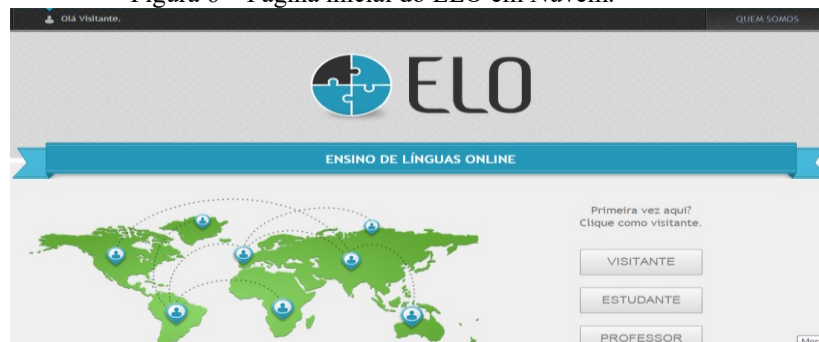 Olá Visitante.
QUEM SOMOS
ELO
ENSINO DE LÍNGUAS ONLINE
Primeira vez aqui?
Clique como visitante.
VISITANTE
ESTUDANTE
PROFESSOR